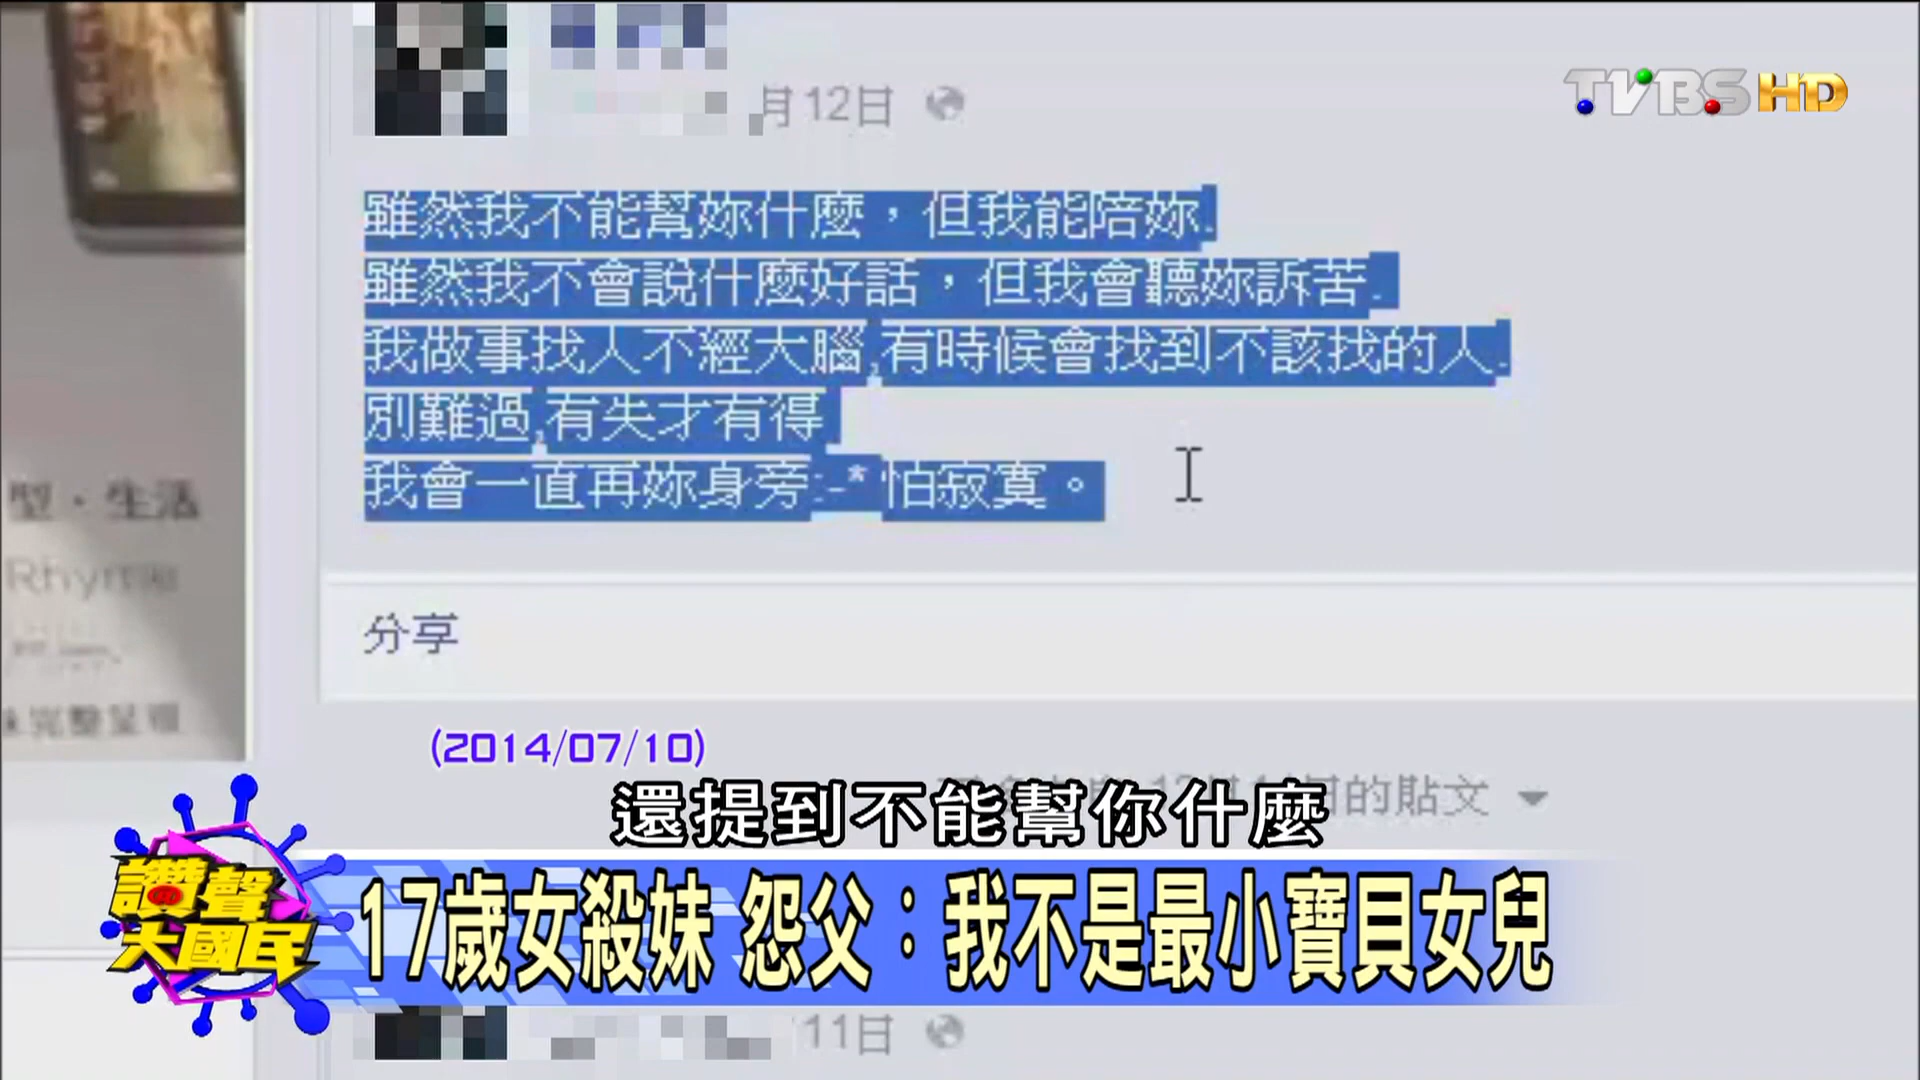 TVBS HD
月12日
雖然我不能幫妳什麼，但我能陪妳.
雖然我不會說什麼好話，但我會聽妳訴苦.
我做事找人不經大腦,有時候會找到不該找的人.
別難過,有失才有得
我會一直再妳身旁:-* 怕寂寞。
型·生活
Rhyme
分享
(2014/07/10)
的貼文
還提到不能幫你什麼
讚聲大國民
17歲女殺妹 怨父：我不是最小寶貝女兒
11日